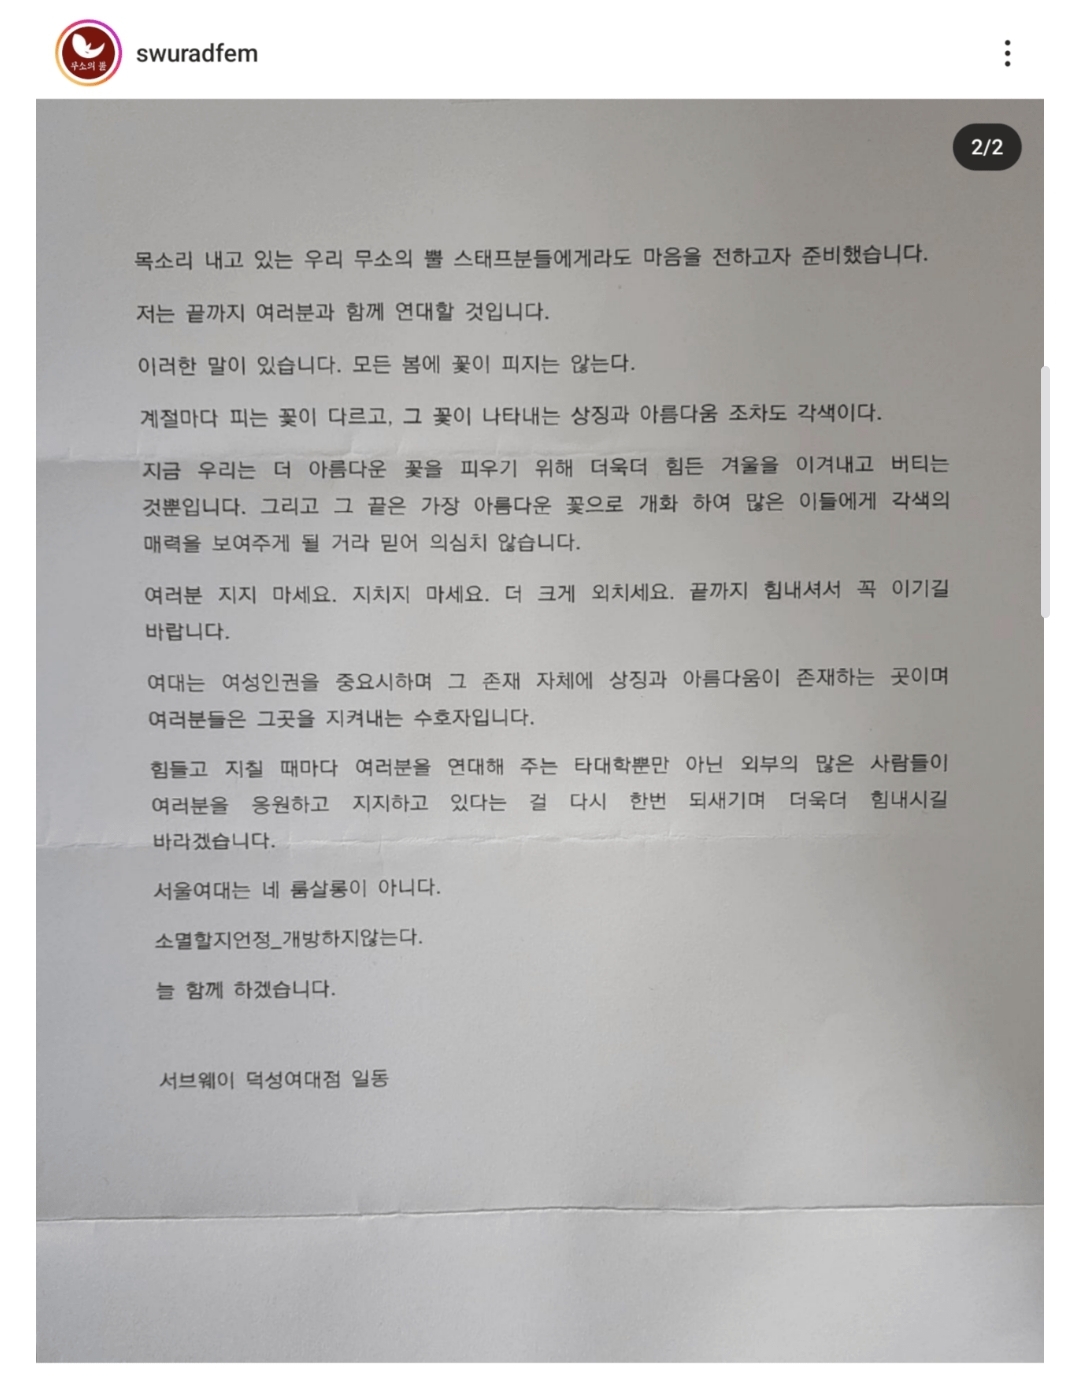 무소의 뿔
swuradfem
2/2
목소리 내고 있는 우리 무소의 뿔 스태프분들에게라도 마음을 전하고자 준비했습니다.
저는 끝까지 여러분과 함께 연대할 것입니다.
이러한 말이 있습니다. 모든 봄에 꽃이 피지는 않는다.
계절마다 피는 꽃이 다르고, 그 꽃이 나타내는 상징과 아름다움 조차도 각색이다.
지금 우리는 더 아름다운 꽃을 피우기 위해 더욱더 힘든 겨울을 이겨내고 버티는
것뿐입니다. 그리고 그 끝은 가장 아름다운 꽃으로 개화 하여 많은 이들에게 각색의
매력을 보여주게 될 거라 믿어 의심치 않습니다.
여러분 지지 마세요. 지치지 마세요. 더 크게 외치세요. 끝까지 힘내셔서 꼭 이기길
바랍니다.
여대는 여성인권을 중요시하며 그 존재 자체에 상징과 아름다움이 존재하는 곳이며
여러분들은 그곳을 지켜내는 수호자입니다.
힘들고 지칠 때마다 여러분을 연대해 주는 타대학뿐만 아닌 외부의 많은 사람들이
여러분을 응원하고 지지하고 있다는 걸 다시 한번 되새기며 더욱더 힘내시길
바라겠습니다.
서울여대는 네 룸살롱이 아니다.
소멸할지언정_개방하지않는다.
늘 함께 하겠습니다.
서브웨이 덕성여대점 일동